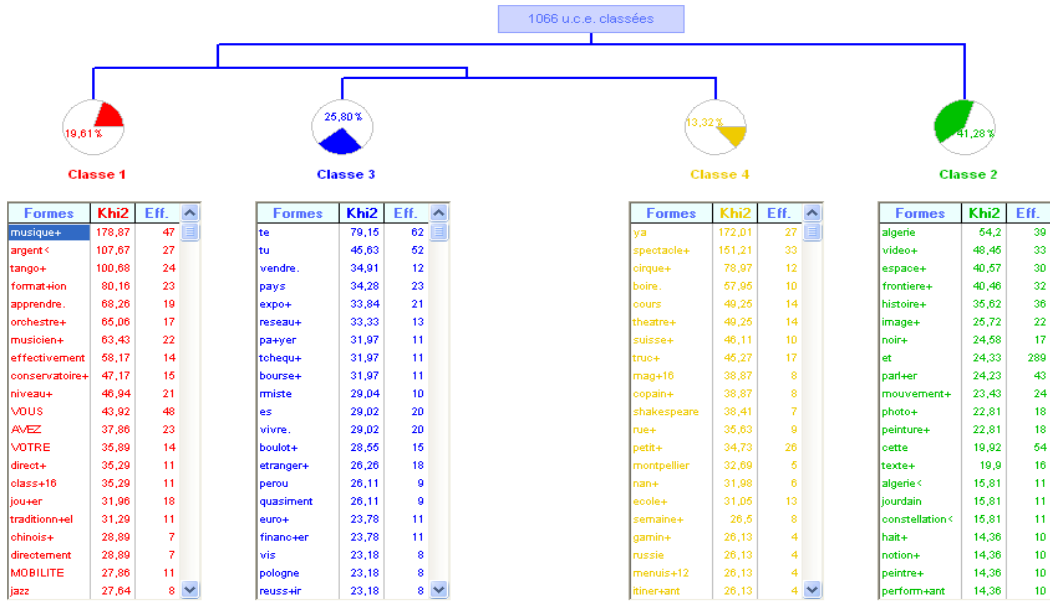 1066 u.c.e. classées
19,61%
25,80%
13,32%
41,28%
Classe 1
Classe 3
Classe 4
Classe 2
Formes Khi2 Eff.
musique+ 178,87 47
argent< 107,67 27
tango+ 100,68 24
format+ion 80,16 23
apprendre. 68,26 19
orchestre+ 65,06 17
musicien+ 63,43 22
effectivement 58,17 14
conservatoire+ 47,17 15
niveau+ 46,94 21
VOUS 43,92 48
AVEZ 37,86 23
VOTRE 35,89 14
direct+ 35,29 11
class+16 35,29 11
jou+er 31,96 18
traditionn+el 31,29 11
chinois+ 28,89 7
directement 28,89 7
MOBILITE 27,86 11
jazz 27,64 8
Formes Khi2 Eff.
te 79,15 62
tu 45,63 52
vendre. 34,91 12
pays 34,28 23
expo+ 33,84 21
reseau+ 33,33 13
pa+yer 31,97 11
tchequ+ 31,97 11
bourse+ 31,97 11
rmiste 29,04 10
es 29,02 20
vivre. 29,02 20
boulot+ 28,55 15
etranger+ 26,26 18
perou 26,11 9
quasiment 26,11 9
euro+ 23,78 11
financ+er 23,78 11
vis 23,18 8
pologne 23,18 8
reuss+ir 23,18 8
Formes Khi2 Eff.
ya 172,01 27
spectacle+ 151,21 33
cirque+ 78,97 12
boire. 57,95 10
cours 49,25 14
theatre+ 49,25 14
suisse+ 46,11 10
truc+ 45,27 17
mag+16 38,87 8
copain+ 38,87 8
shakespeare 38,41 7
rue+ 35,63 9
petit+ 34,73 26
montpellier 32,69 5
nan+ 31,98 6
ecole+ 31,05 13
semaine+ 26,5 8
gamin+ 26,13 4
russie 26,13 4
menuis+12 26,13 4
itiner+ant 26,13 4
Formes Khi2 Eff.
algerie 54,2 39
video+ 48,45 33
espace+ 40,57 30
frontiere+ 40,46 32
histoire+ 35,62 36
image+ 25,72 22
noir+ 24,58 17
et 24,33 289
parl+er 24,23 43
mouvement+ 23,43 24
photo+ 22,81 18
peinture+ 22,81 18
cette 19,92 54
texte+ 19,9 16
algerie< 15,81 11
jourdain 15,81 11
constellation< 15,81 11
hait+ 14,36 10
notion+ 14,36 10
peintre+ 14,36 10
perform+ant 14,36 10